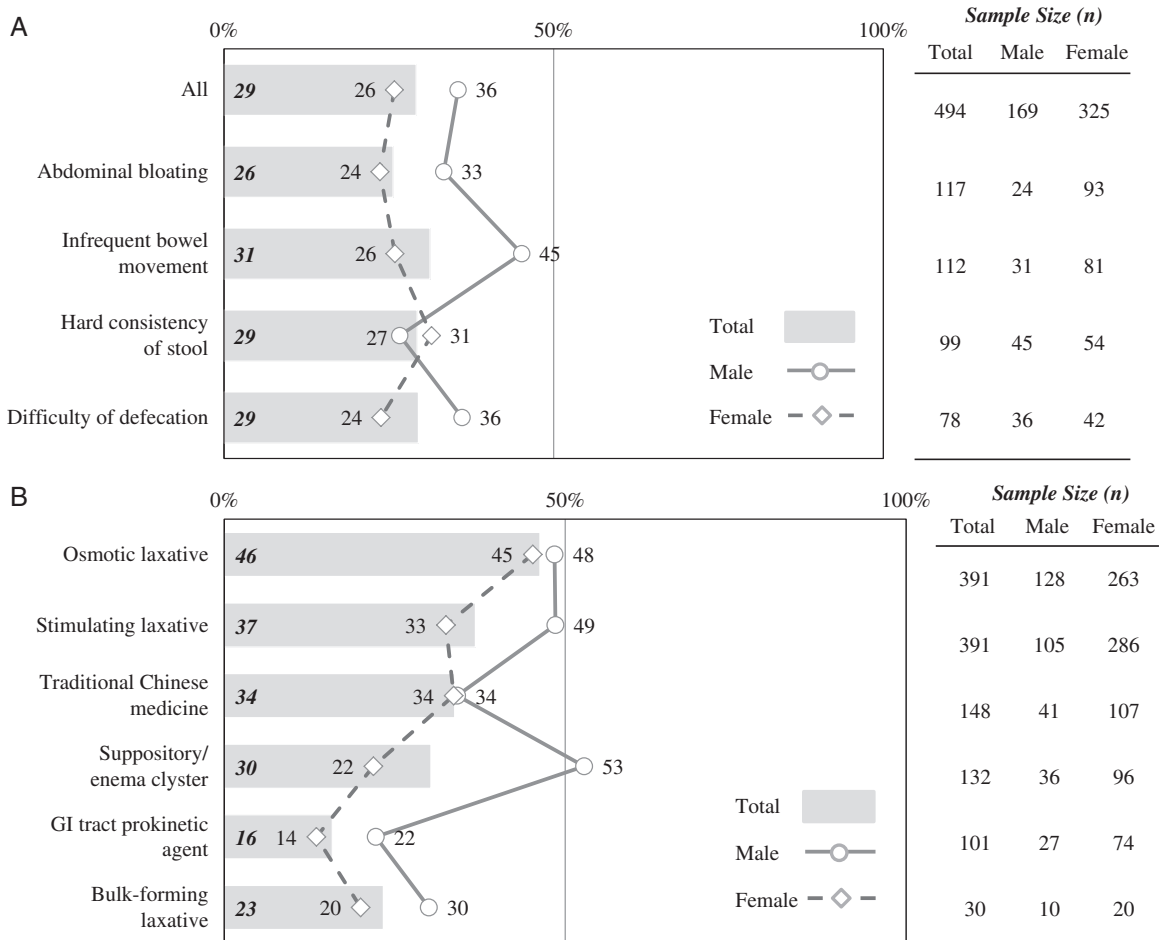 A
0% 50% 100%
Sample Size (n)
Total Male Female
All 29 26 36 494 169 325
Abdominal bloating 26 24 33 117 24 93
Infrequent bowel
movement 31 26 45 112 31 81
Hard consistency
of stool 29 27 31 99 45 54
Difficulty of defecation 29 24 36 78 36 42
Total
Male
Female
B
0% 50% 100%
Sample Size (n)
Total Male Female
Osmotic laxative 46 45 48 391 128 263
Stimulating laxative 37 33 49 391 105 286
Traditional Chinese
medicine 34 34 34 148 41 107
Suppository/
enema clyster 30 22 53 132 36 96
GI tract prokinetic
agent 16 14 22 101 27 74
Bulk-forming
laxative 23 20 30 30 10 20
Total
Male
Female